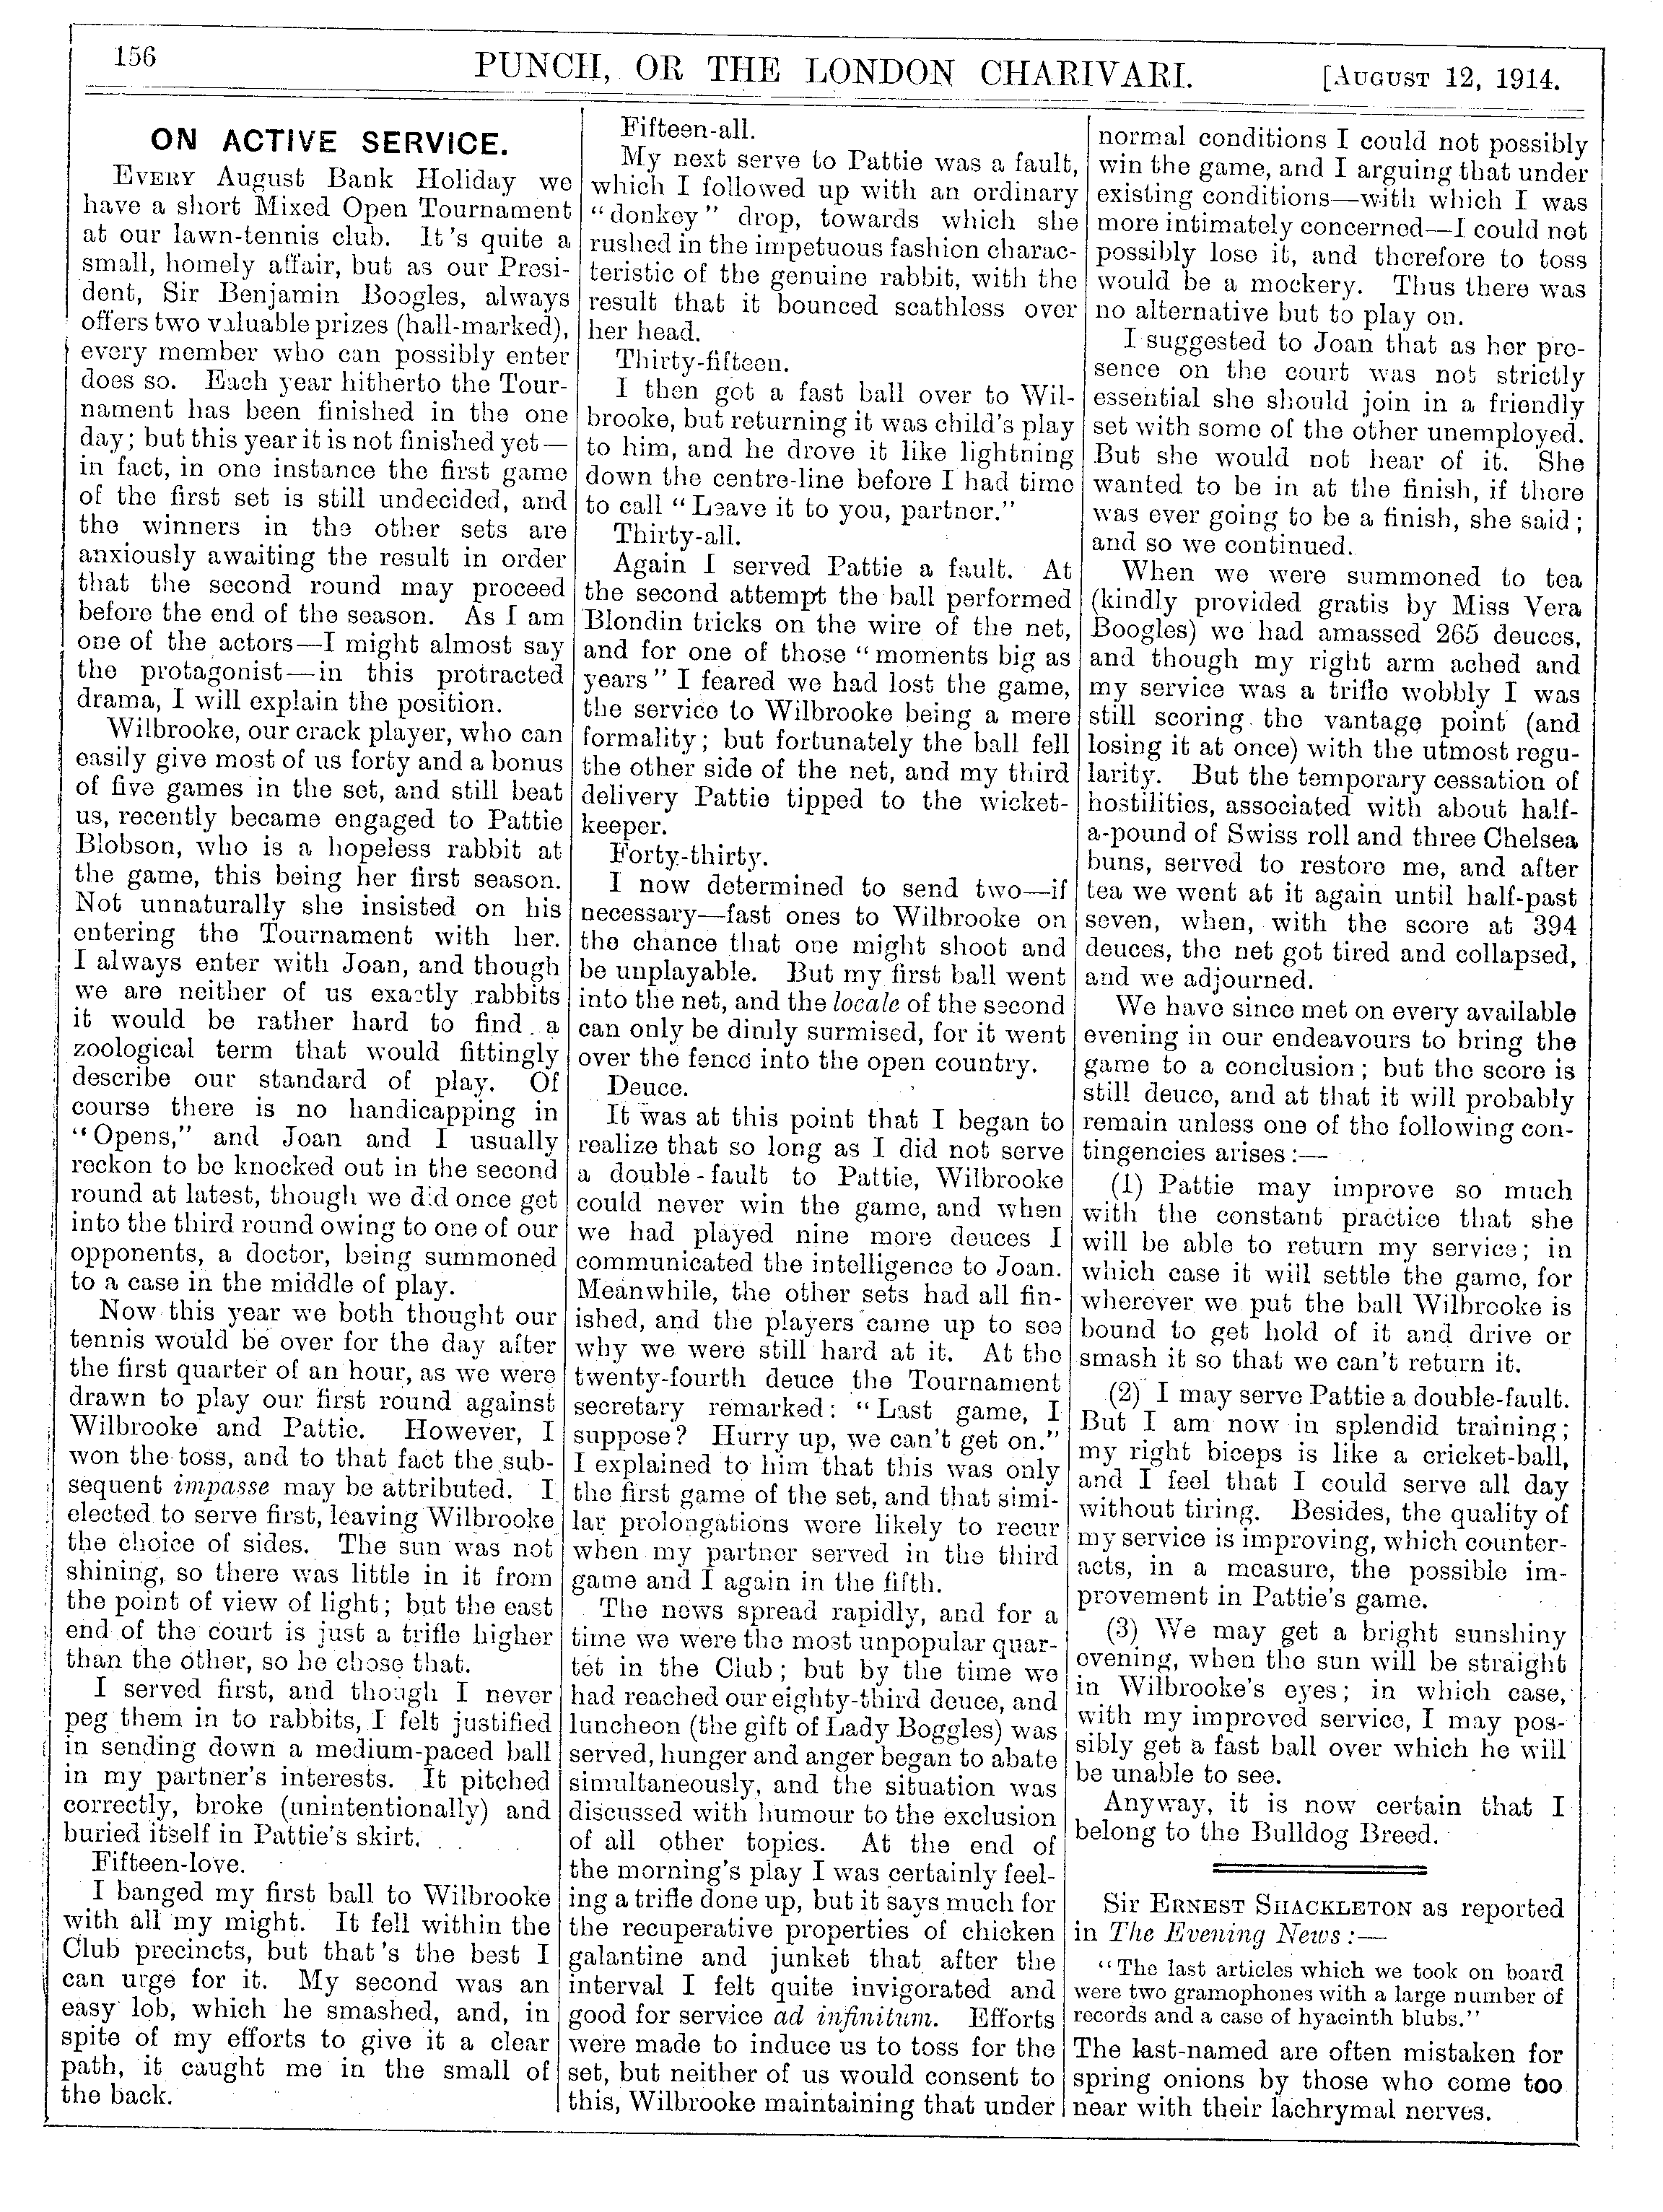 156
PUNCH, OR THE LONDON CHARIVARI.
[AUGUST 12, 1914.
ON ACTIVE SERVICE.
EVERY August Bank Holiday we
have a short Mixed Open Tournament
at our lawn-tennis club. It's quite a
small, homely affair, but as our Presi-
dent, Sir Benjamin Boogles, always
offers two valuable prizes (hall-marked),
every member who can possibly enter
does so. Each year hitherto the Tour-
nament has been finished in the one
day; but this year it is not finished yet—
in fact, in one instance the first game
of the first set is still undecided, and
the winners in the other sets are
anxiously awaiting the result in order
that the second round may proceed
before the end of the season. As I am
one of the actors—I might almost say
the protagonist—in this protracted
drama, I will explain the position.
Wilbrooke, our crack player, who can
easily give most of us forty and a bonus
of five games in the set, and still beat
us, recently became engaged to Pattie
Blobson, who is a hopeless rabbit at
the game, this being her first season.
Not unnaturally she insisted on his
entering the Tournament with her.
I always enter with Joan, and though
we are neither of us exactly rabbits
it would be rather hard to find a
zoological term that would fittingly
describe our standard of play. Of
course there is no handicapping in
"Opens," and Joan and I usually
reckon to be knocked out in the second
round at latest, though we did once get
into the third round owing to one of our
opponents, a doctor, being summoned
to a case in the middle of play.
Now this year we both thought our
tennis would be over for the day after
the first quarter of an hour, as we were
drawn to play our first round against
Wilbrooke and Pattie. However, I
won the toss, and to that fact the sub-
sequent impasse may be attributed. I
elected to serve first, leaving Wilbrooke
the choice of sides. The sun was not
shining, so there was little in it from
the point of view of light; but the east
end of the court is just a trifle higher
than the other, so he chose that.
I served first, and though I never
peg them in to rabbits, I felt justified
in sending down a medium-paced ball
in my partner's interests. It pitched
correctly, broke (unintentionally) and
buried itself in Pattie's skirt.
Fifteen-love.
I banged my first ball to Wilbrooke
with all my might. It fell within the
Club precincts, but that's the best I
can urge for it. My second was an
easy lob, which he smashed, and, in
spite of my efforts to give it a clear
path, it caught me in the small of
the back.
Fifteen-all.
My next serve to Pattie was a fault,
which I followed up with an ordinary
"donkey" drop, towards which she
rushed in the impetuous fashion charac-
teristic of the genuine rabbit, with the
result that it bounced scathless over
her head.
Thirty-fifteen.
I then got a fast ball over to Wil-
brooke, but returning it was child's play
to him, and he drove it like lightning
down the centre-line before I had time
to call "Leave it to you, partner."
Thirty-all.
Again I served Pattie a fault. At
the second attempt the ball performed
Blondin tricks on the wire of the net,
and for one of those "moments big as
years" I feared we had lost the game,
the service to Wilbrooke being a mere
formality; but fortunately the ball fell
the other side of the net, and my third
delivery Pattie tipped to the wicket-
keeper.
Forty-thirty.
I now determined to send two—if
necessary—fast ones to Wilbrooke on
the chance that one might shoot and
be unplayable. But my first ball went
into the net, and the locale of the second
can only be dimly surmised, for it went
over the fence into the open country.
Deuce.
It was at this point that I began to
realize that so long as I did not serve
a double-fault to Pattie, Wilbrooke
could never win the game, and when
we had played nine more deuces I
communicated the intelligence to Joan.
Meanwhile, the other sets had all fin-
ished, and the players came up to see
why we were still hard at it. At the
twenty-fourth deuce the Tournament
secretary remarked: "Last game, I
suppose? Hurry up, we can't get on."
I explained to him that this was only
the first game of the set, and that simi-
lar prolongations were likely to recur
when my partner served in the third
game and I again in the fifth.
The news spread rapidly, and for a
time we were the most unpopular quar-
tet in the Club; but by the time we
had reached our eighty-third deuce, and
luncheon (the gift of Lady Boggles) was
served, hunger and anger began to abate
simultaneously, and the situation was
discussed with humour to the exclusion
of all other topics. At the end of
the morning's play I was certainly feel-
ing a trifle done up, but it says much for
the recuperative properties of chicken
galantine and junket that after the
interval I felt quite invigorated and
good for service ad infinitum. Efforts
were made to induce us to toss for the
set, but neither of us would consent to
this, Wilbrooke maintaining that under
normal conditions I could not possibly
win the game, and I arguing that under
existing conditions—with which I was
more intimately concerned—I could not
possibly lose it, and therefore to toss
would be a mockery. Thus there was
no alternative but to play on.
I suggested to Joan that as her pre-
sence on the court was not strictly
essential she should join in a friendly
set with some of the other unemployed.
But she would not hear of it. She
wanted to be in at the finish, if there
was ever going to be a finish, she said;
and so we continued.
When we were summoned to tea
(kindly provided gratis by Miss Vera
Boogles) we had amassed 265 deuces,
and though my right arm ached and
my service was a trifle wobbly I was
still scoring the vantage point (and
losing it at once) with the utmost regu-
larity. But the temporary cessation of
hostilities, associated with about half-
a-pound of Swiss roll and three Chelsea
buns, served to restore me, and after
tea we went at it again until half-past
seven, when, with the score at 394
deuces, the net got tired and collapsed,
and we adjourned.
We have since met on every available
evening in our endeavours to bring the
game to a conclusion; but the score is
still deuce, and at that it will probably
remain unless one of the following con-
tingencies arises:—
(1) Pattie may improve so much
with the constant practice that she
will be able to return my service; in
which case it will settle the game, for
wherever we put the ball Wilbrooke is
bound to get hold of it and drive or
smash it so that we can't return it.
(2) I may serve Pattie a double-fault.
But I am now in splendid training;
my right biceps is like a cricket-ball,
and I feel that I could serve all day
without tiring. Besides, the quality of
my service is improving, which counter-
acts, in a measure, the possible im-
provement in Pattie's game.
(3) We may get a bright sunshiny
evening, when the sun will be straight
in Wilbrooke's eyes; in which case,
with my improved service, I may pos-
sibly get a fast ball over which he will
be unable to see.
Anyway, it is now certain that I
belong to the Bulldog Breed.
Sir ERNEST SHACKLETON as reported
in The Evening News:—
"The last articles which we took on board
were two gramophones with a large number of
records and a case of hyacinth blubs."
The last-named are often mistaken for
spring onions by those who come too
near with their lachrymal nerves.